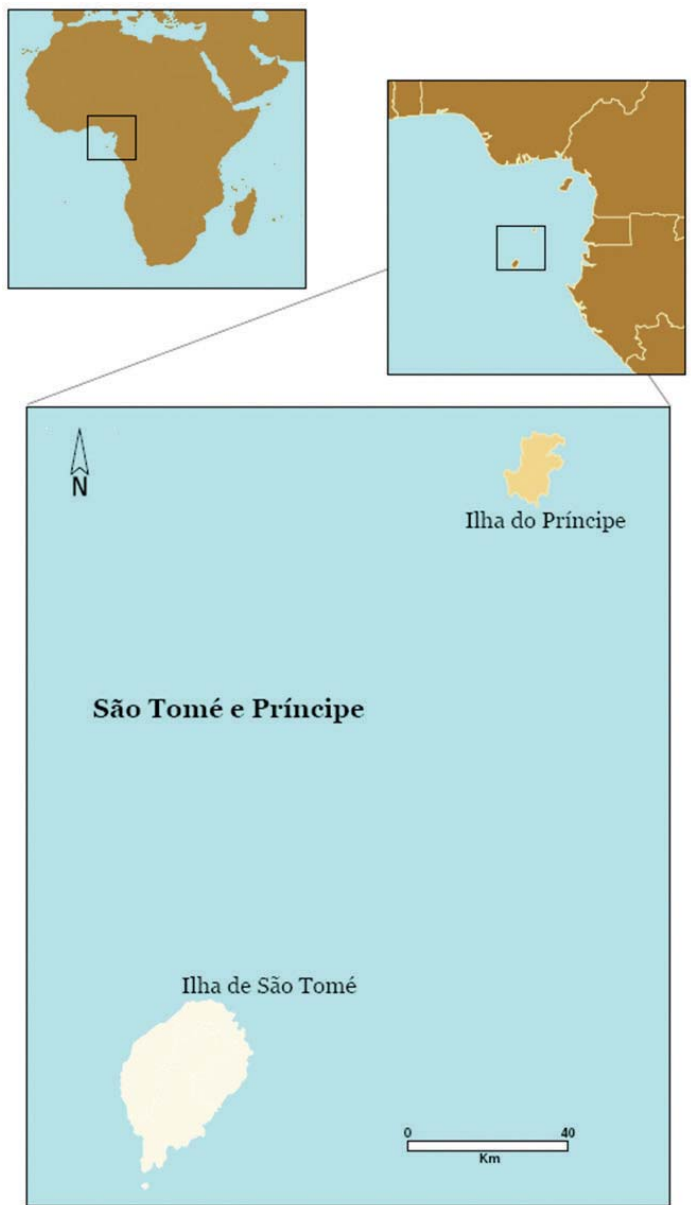 N
Ilha do Príncipe
São Tomé e Príncipe
Ilha de São Tomé
0 40
Km